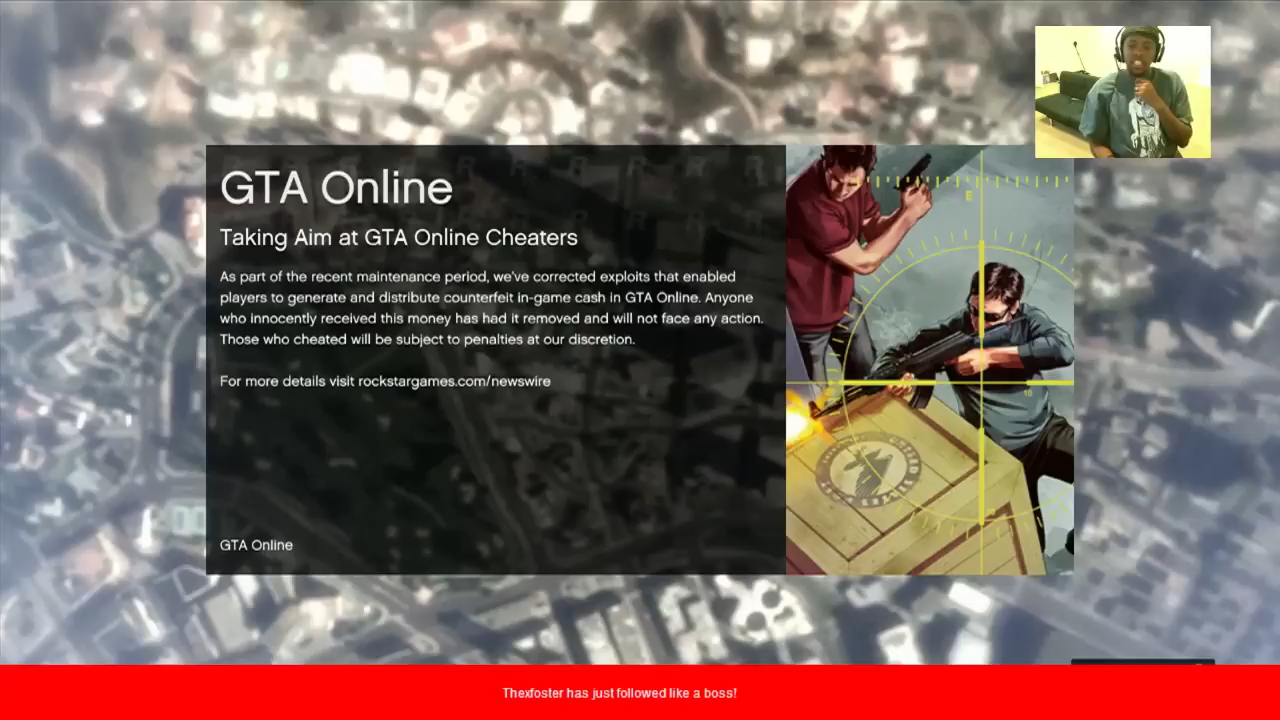 GTA Online
Taking Aim at GTA Online Cheaters
As part of the recent maintenance period, we've corrected exploits that enabled
players to generate and distribute counterfeit in-game cash in GTA Online. Anyone
who innocently received this money has had it removed and will not face any action.
Those who cheated will be subject to penalties at our discretion.
For more details visit rockstargames.com/newswire
GTA Online
E
10
Thexfoster has just followed like a boss!